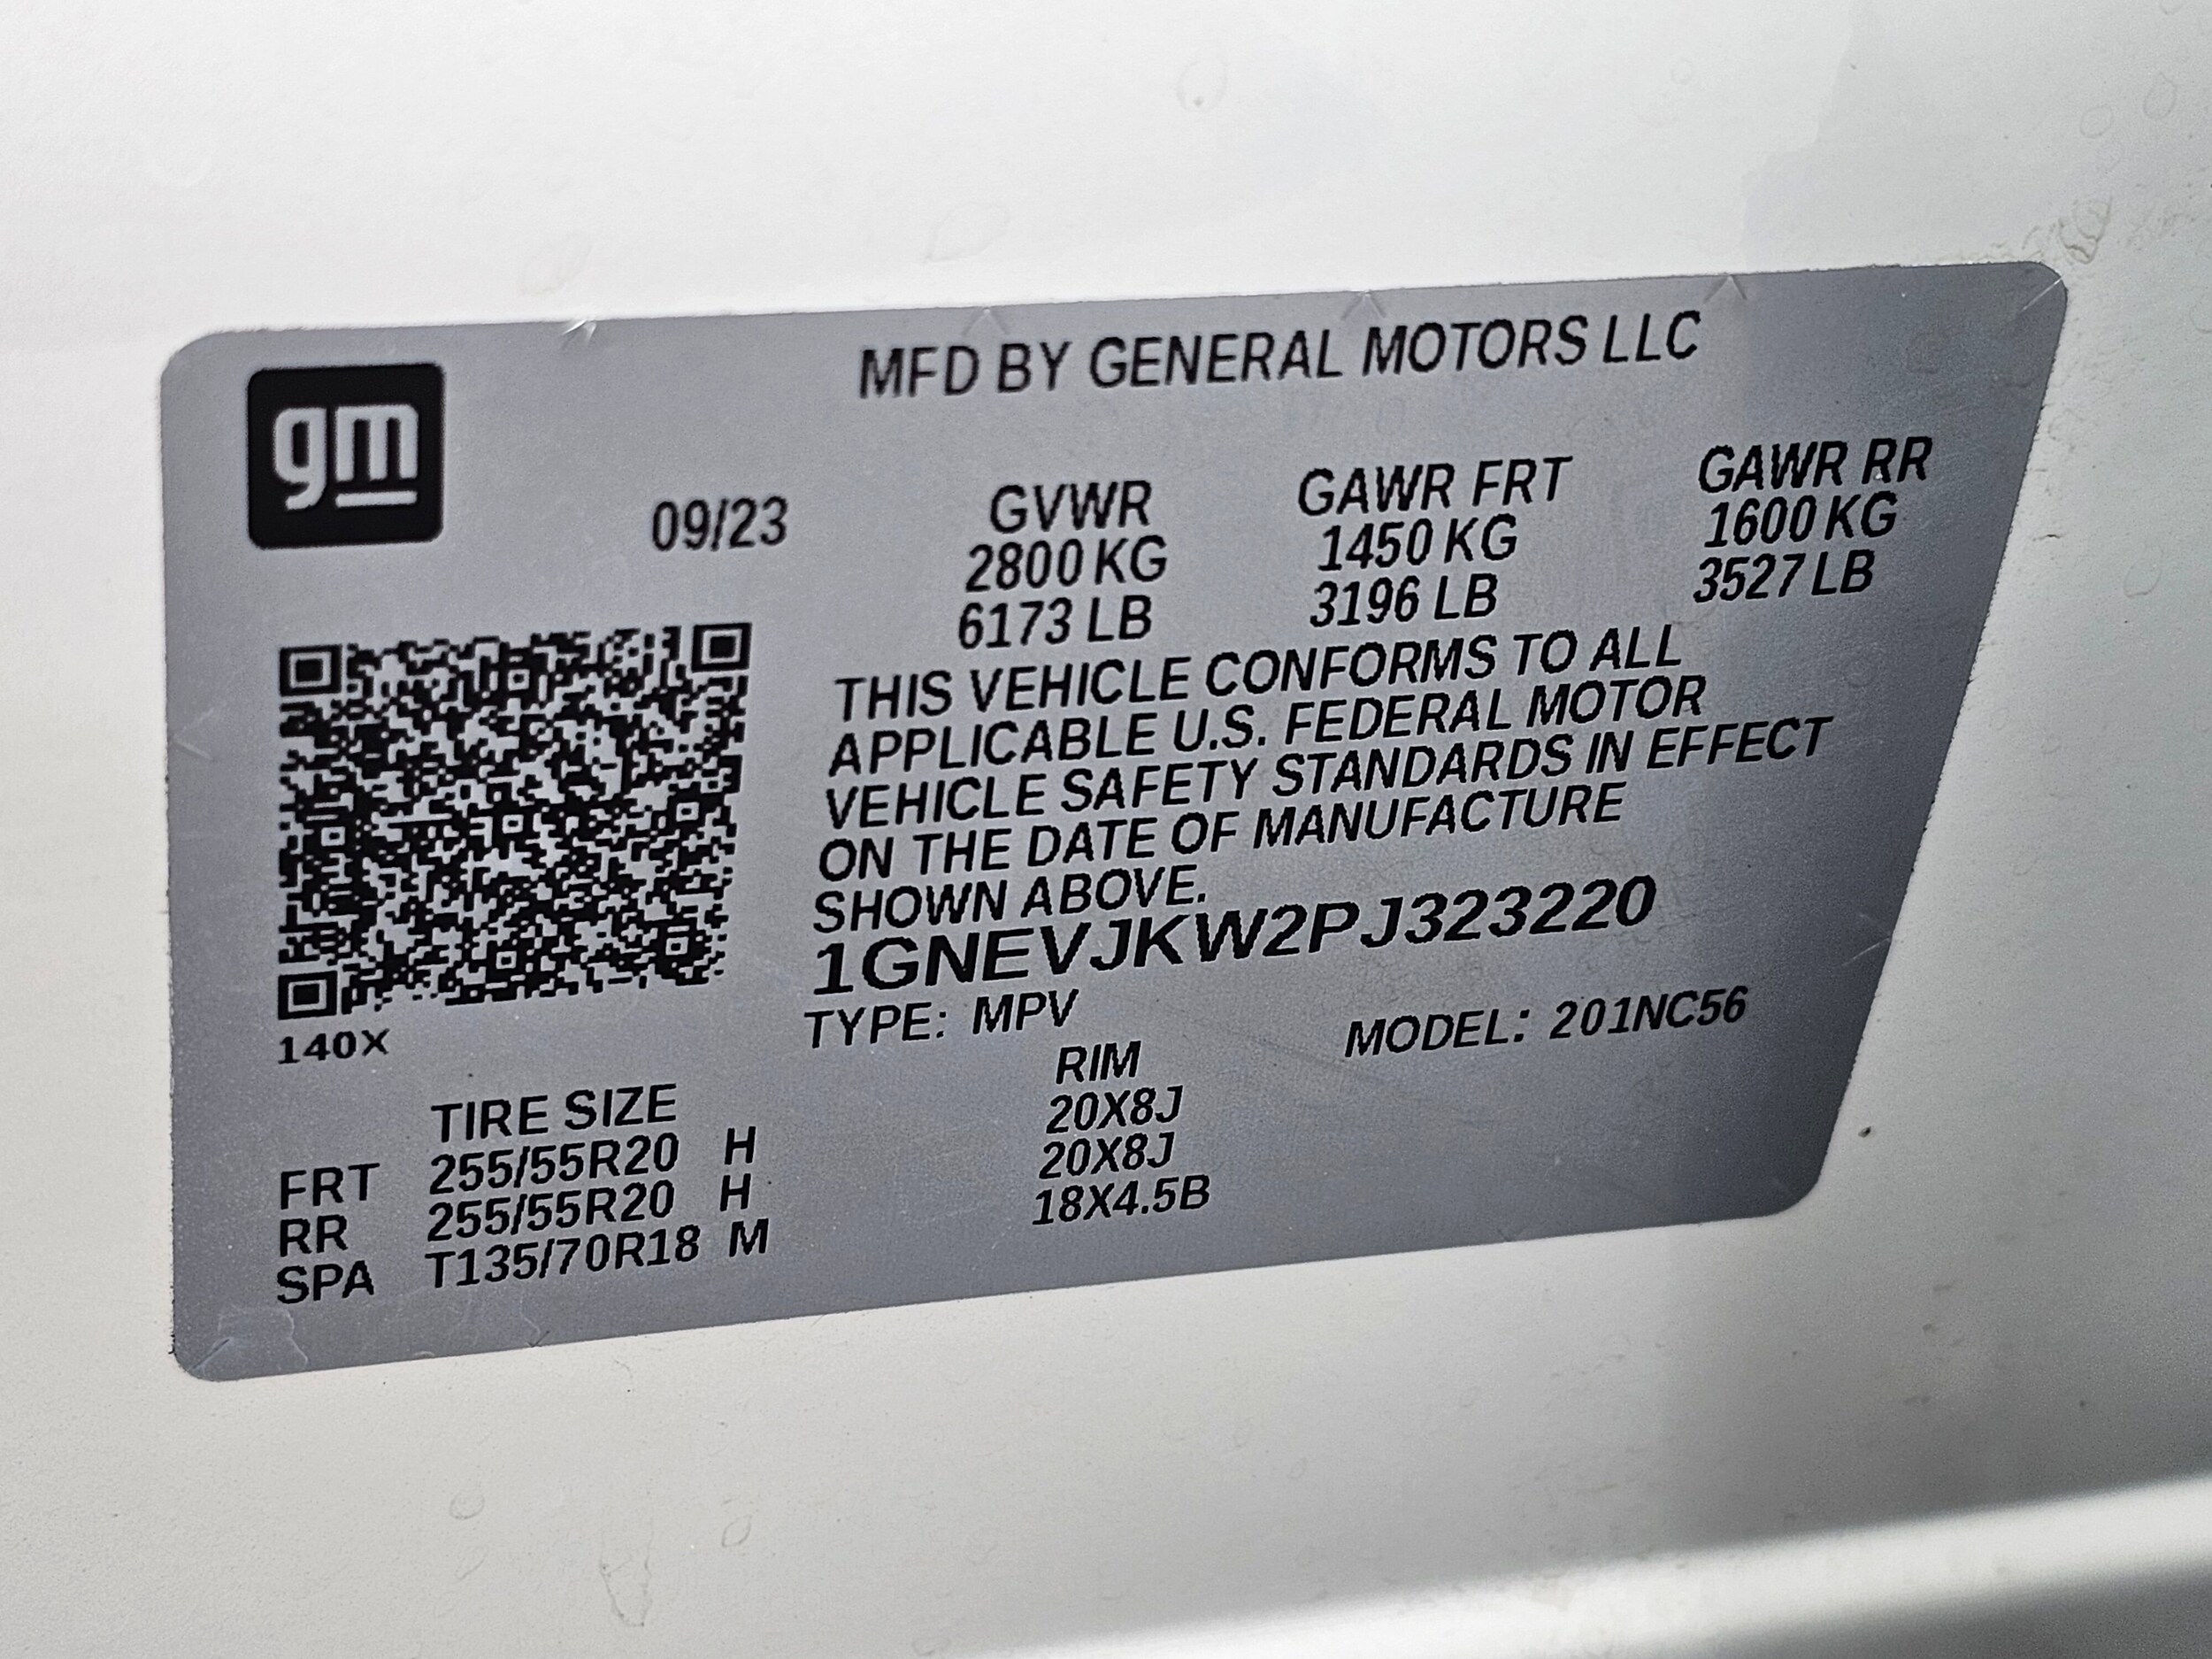 gm
MFD BY GENERAL MOTORS LLC
09/23 GVWR GAWR FRT GAWR RR
2800 KG 1450 KG 1600 KG
6173 LB 3196 LB 3527 LB
THIS VEHICLE CONFORMS TO ALL
APPLICABLE U.S. FEDERAL MOTOR
VEHICLE SAFETY STANDARDS IN EFFECT
ON THE DATE OF MANUFACTURE
SHOWN ABOVE.
1GNEVJKW2PJ323220
140X
TYPE: MPV MODEL: 201NC56
TIRE SIZE RIM
FRT 255/55R20 H 20X8J
RR 255/55R20 H 20X8J
SPA T135/70R18 M 18X4.5B